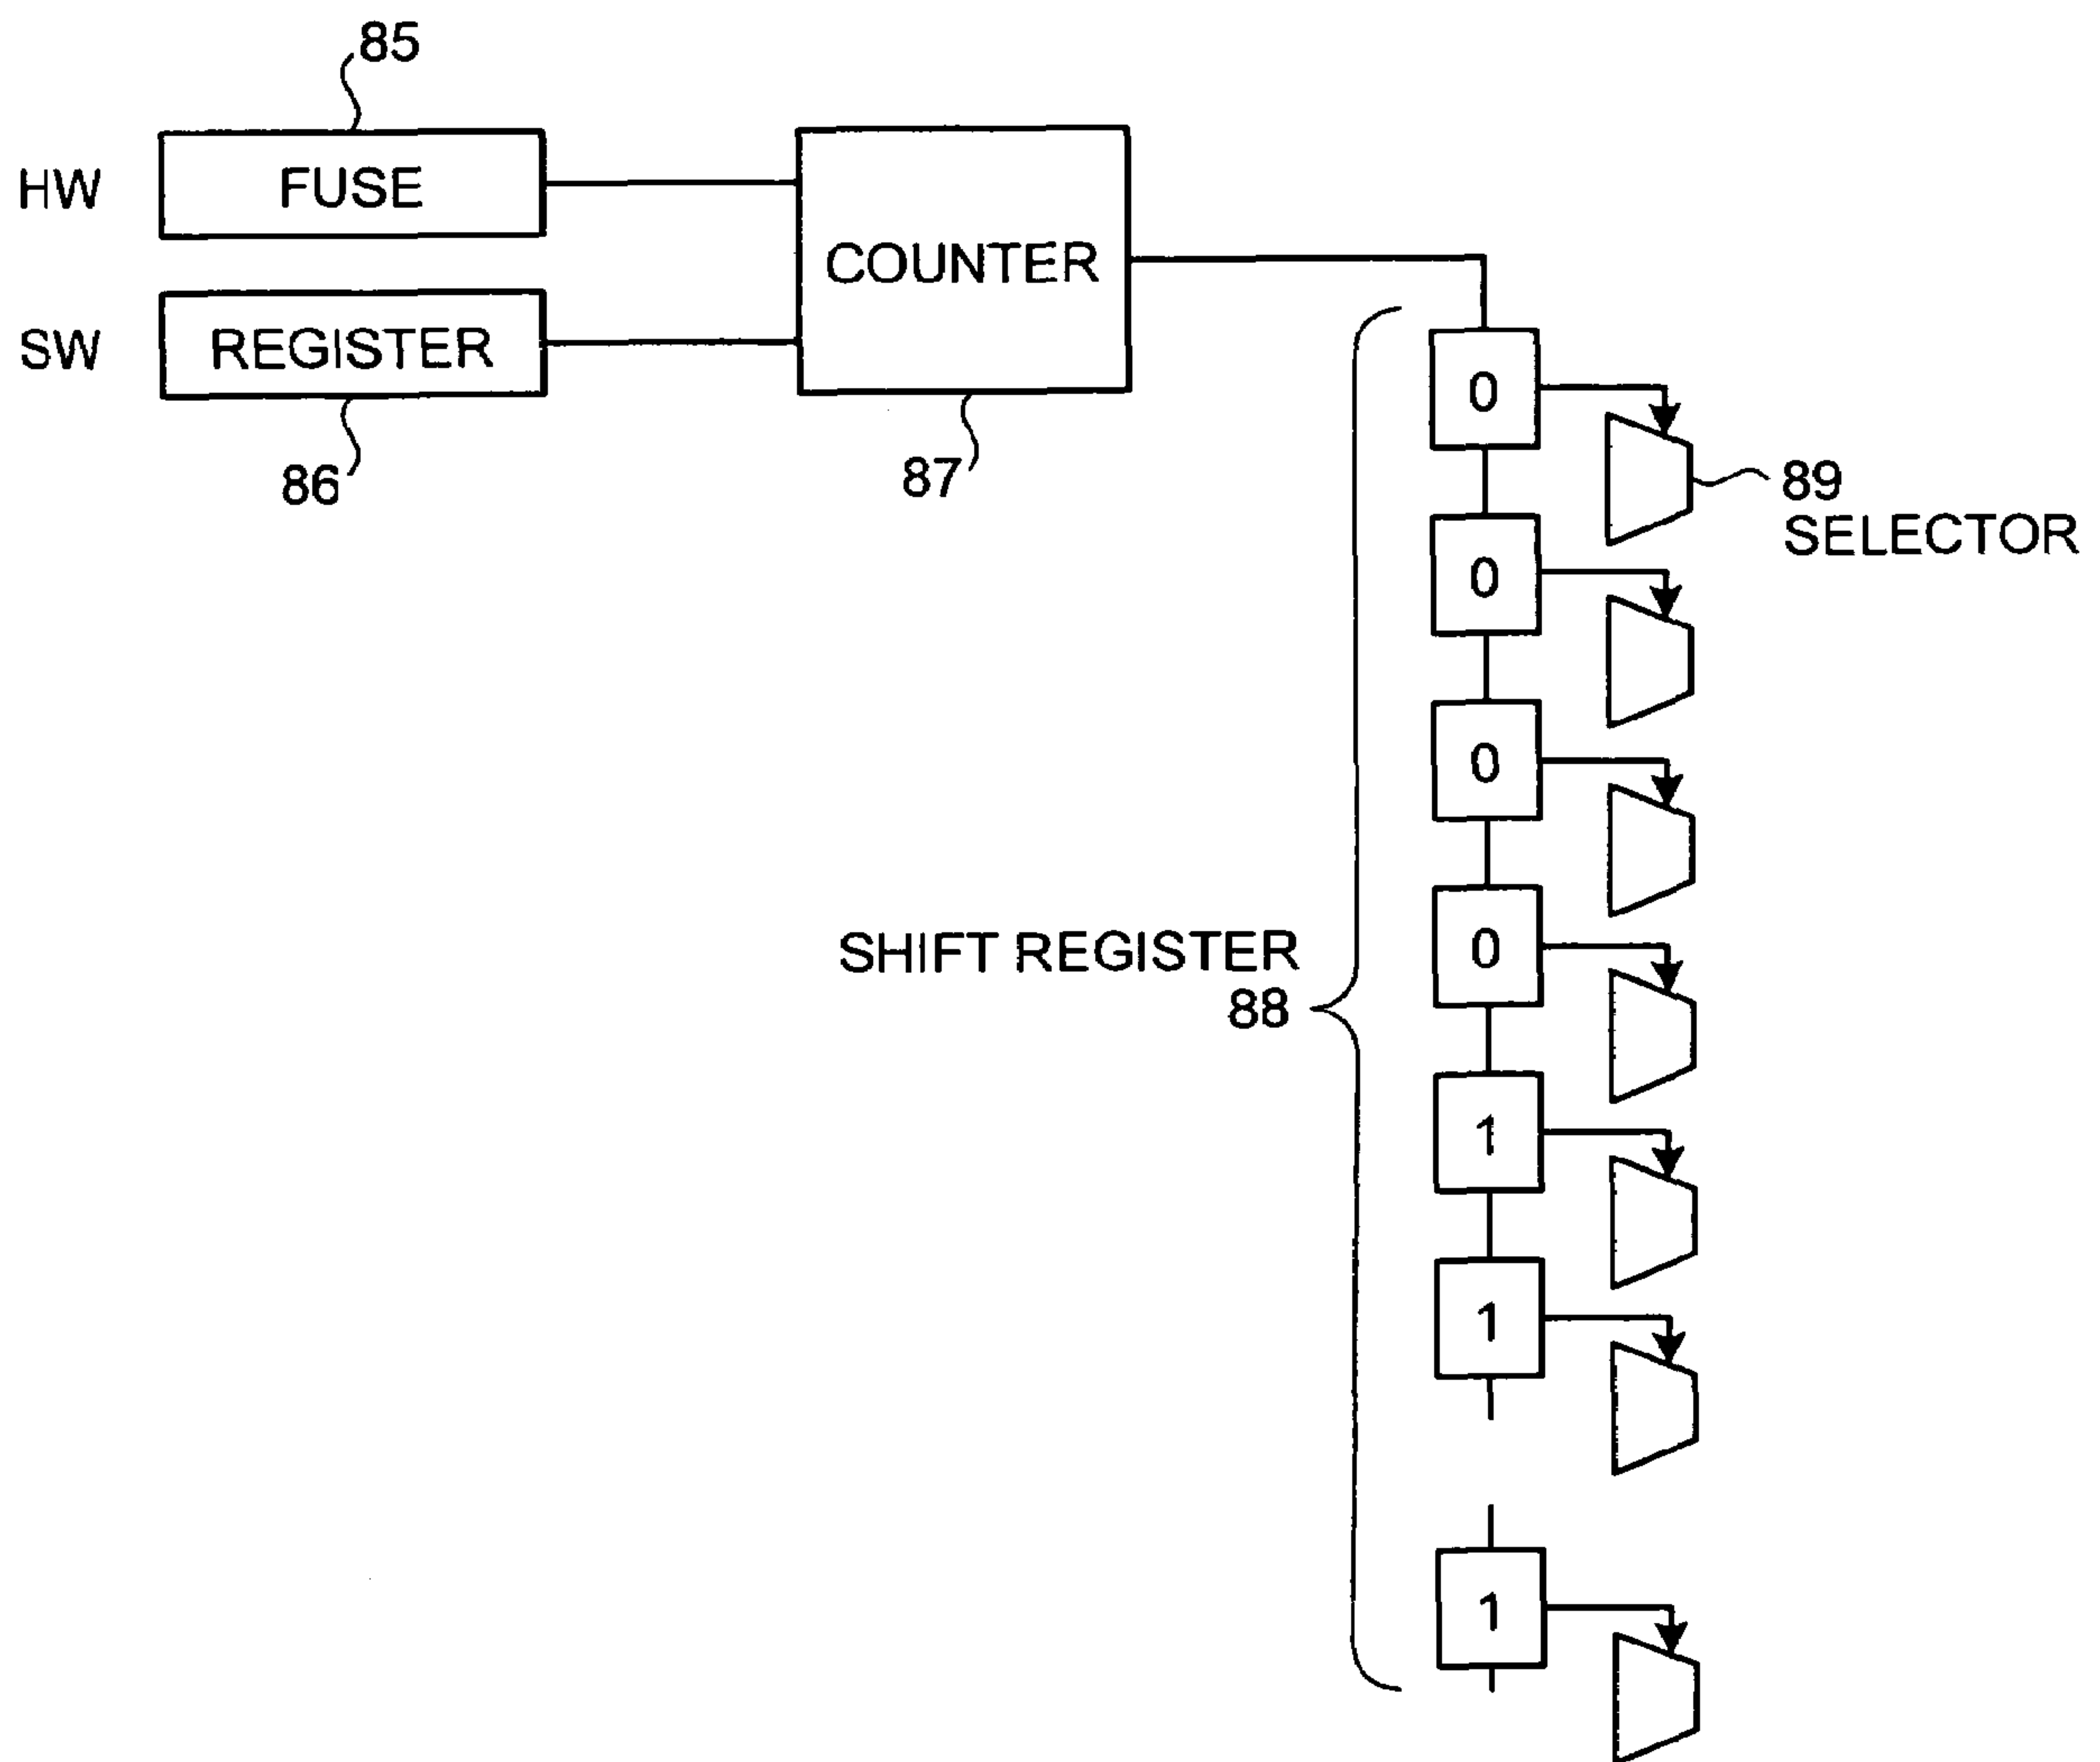 85
HW
FUSE
COUNTER
SW
REGISTER
86
87
0
89
SELECTOR
0
0
0
SHIFT REGISTER
88
1
1
1